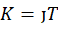 K = ȷT